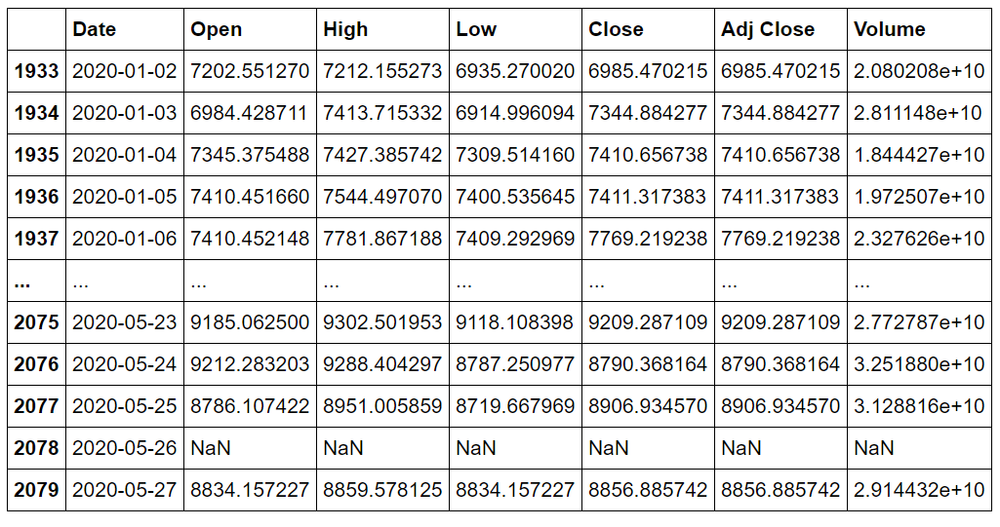 Date Open High Low Close Adj Close Volume
1933 2020-01-02 7202.551270 7212.155273 6935.270020 6985.470215 6985.470215 2.080208e+10
1934 2020-01-03 6984.428711 7413.715332 6914.996094 7344.884277 7344.884277 2.811148e+10
1935 2020-01-04 7345.375488 7427.385742 7309.514160 7410.656738 7410.656738 1.844427e+10
1936 2020-01-05 7410.451660 7544.497070 7400.535645 7411.317383 7411.317383 1.972507e+10
1937 2020-01-06 7410.452148 7781.867188 7409.292969 7769.219238 7769.219238 2.327626e+10
... ... ... ... ... ... ... ...
2075 2020-05-23 9185.062500 9302.501953 9118.108398 9209.287109 9209.287109 2.772787e+10
2076 2020-05-24 9212.283203 9288.404297 8787.250977 8790.368164 8790.368164 3.251880e+10
2077 2020-05-25 8786.107422 8951.005859 8719.667969 8906.934570 8906.934570 3.128816e+10
2078 2020-05-26 NaN NaN NaN NaN NaN NaN
2079 2020-05-27 8834.157227 8859.578125 8834.157227 8856.885742 8856.885742 2.914432e+10